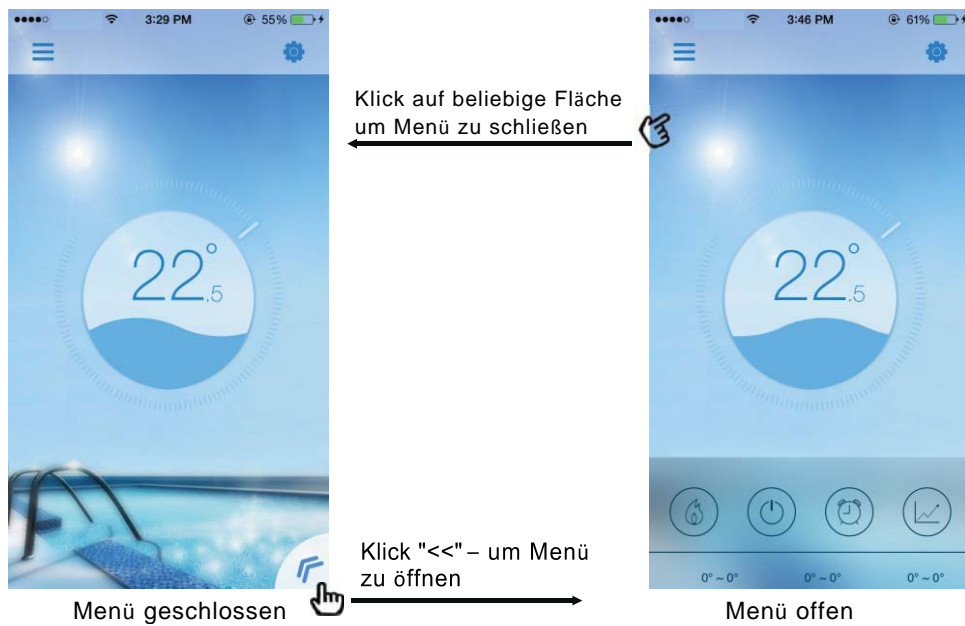 3:29 PM 55%
22°.5
Menü geschlossen
Klick auf beliebige Fläche
um Menü zu schließen
Klick "<<" – um Menü
zu öffnen
3:46 PM 61%
22°.5
0° ~ 0° 0° ~ 0° 0° ~ 0°
Menü offen